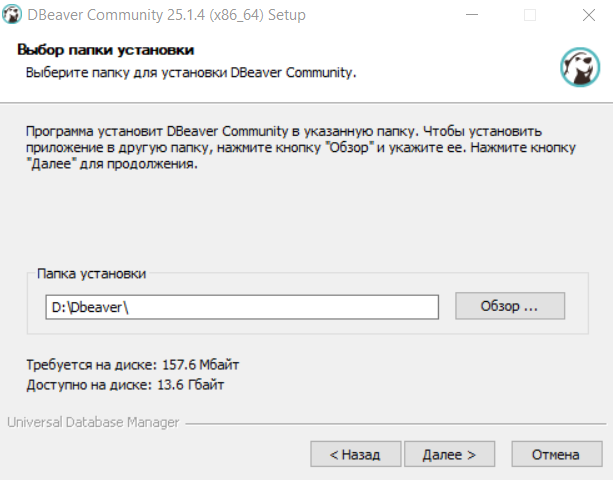 DBeaver Community 25.1.4 (x86_64) Setup
Выбор папки установки
Выберите папку для установки DBeaver Community.
Программа установит DBeaver Community в указанную папку. Чтобы установить
приложение в другую папку, нажмите кнопку "Обзор" и укажите ее. Нажмите кнопку
"Далее" для продолжения.
Папка установки
D:\Dbeaver\
Обзор ...
Требуется на диске: 157.6 Мбайт
Доступно на диске: 13.6 Гбайт
Universal Database Manager
< Назад
Далее >
Отмена